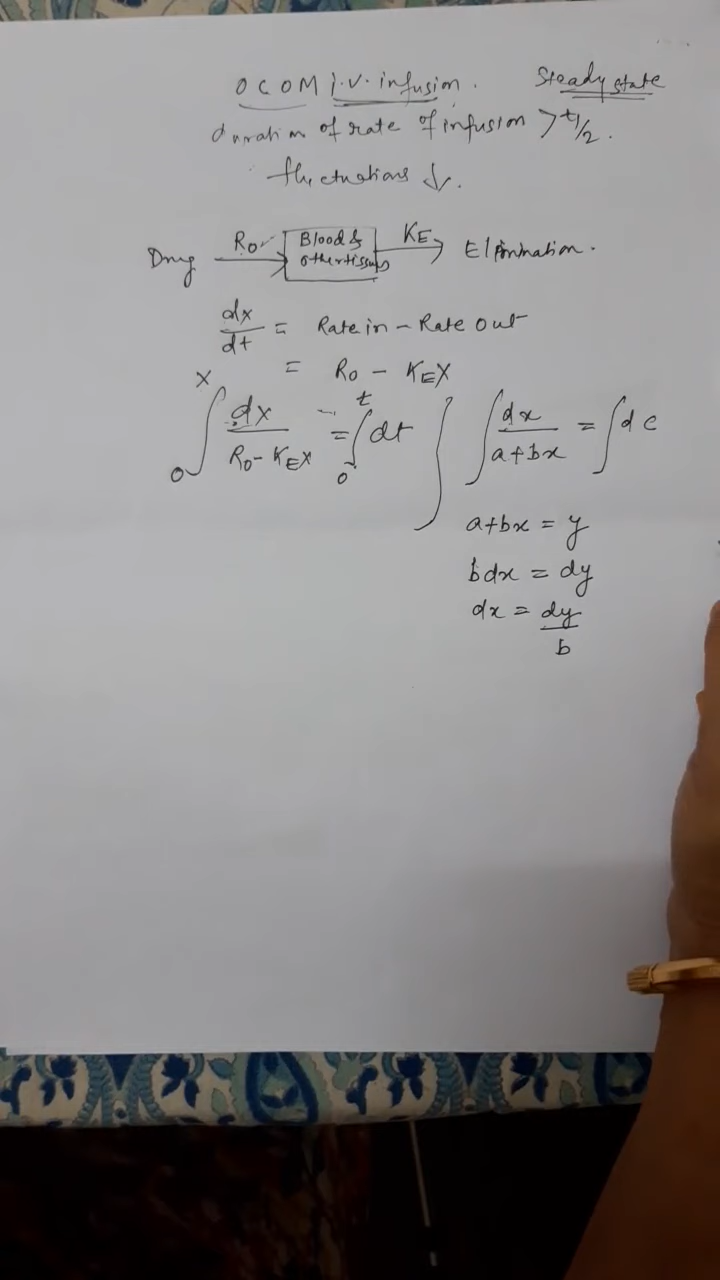 OCOM i.v. infusion. Steady state
duration of rate of infusion > t1/2.
fluctuations ↓.
Drug R0 → Blood & other tissues KE → Elimination.
dx/dt = Rate in - Rate out
= R0 - KEX
∫0^X dx/(R0 - KEX) = ∫0^t dt
∫ dx/(a+bx) = ∫ dc
a+bx = y
bdx = dy
dx = dy/b